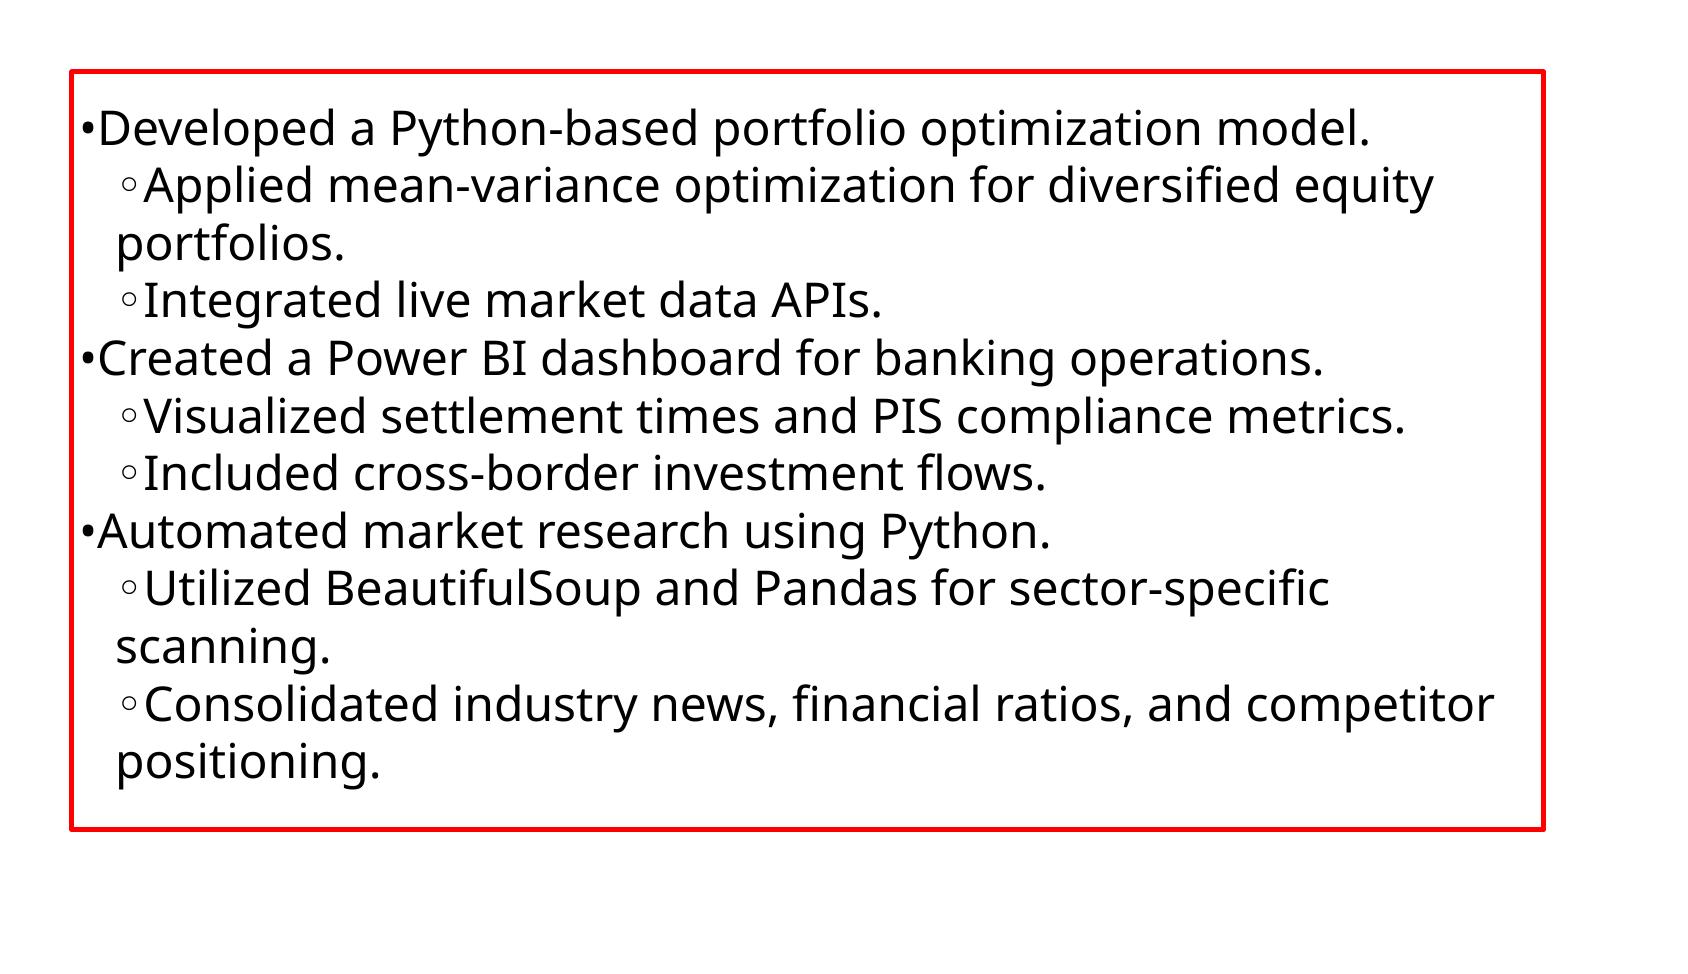 •Developed a Python-based portfolio optimization model.
◦Applied mean-variance optimization for diversified equity
portfolios.
◦Integrated live market data APIs.
•Created a Power BI dashboard for banking operations.
◦Visualized settlement times and PIS compliance metrics.
◦Included cross-border investment flows.
•Automated market research using Python.
◦Utilized BeautifulSoup and Pandas for sector-specific
scanning.
◦Consolidated industry news, financial ratios, and competitor
positioning.